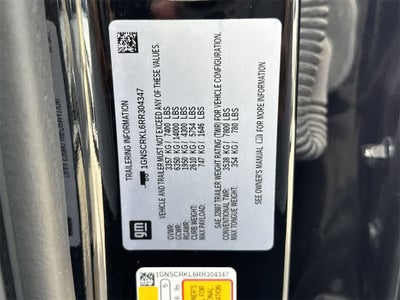 TRAILERING INFORMATION
1GNSCRKL6RR304347
VEHICLE AND TRAILER MUST NOT EXCEED ANY OF THESE VALUES:
GVWR: 3357 KG / 7400 LBS
GCWR: 6350 KG / 14000 LBS
RGAWR: 1950 KG / 4300 LBS
CURB WEIGHT: 2610 KG / 5754 LBS
MAX PAYLOAD: 747 KG / 1646 LBS
SAE J2807 TRAILER WEIGHT RATING (TWR) FOR VEHICLE CONFIGURATION.
CONVENTIONAL TWR: 3538 KG / 7800 LBS
MAX TONGUE WEIGHT: 354 KG / 780 LBS
SEE OWNER'S MANUAL FOR MORE INFORMATION.
gm
1GNSCRKL6RR304347